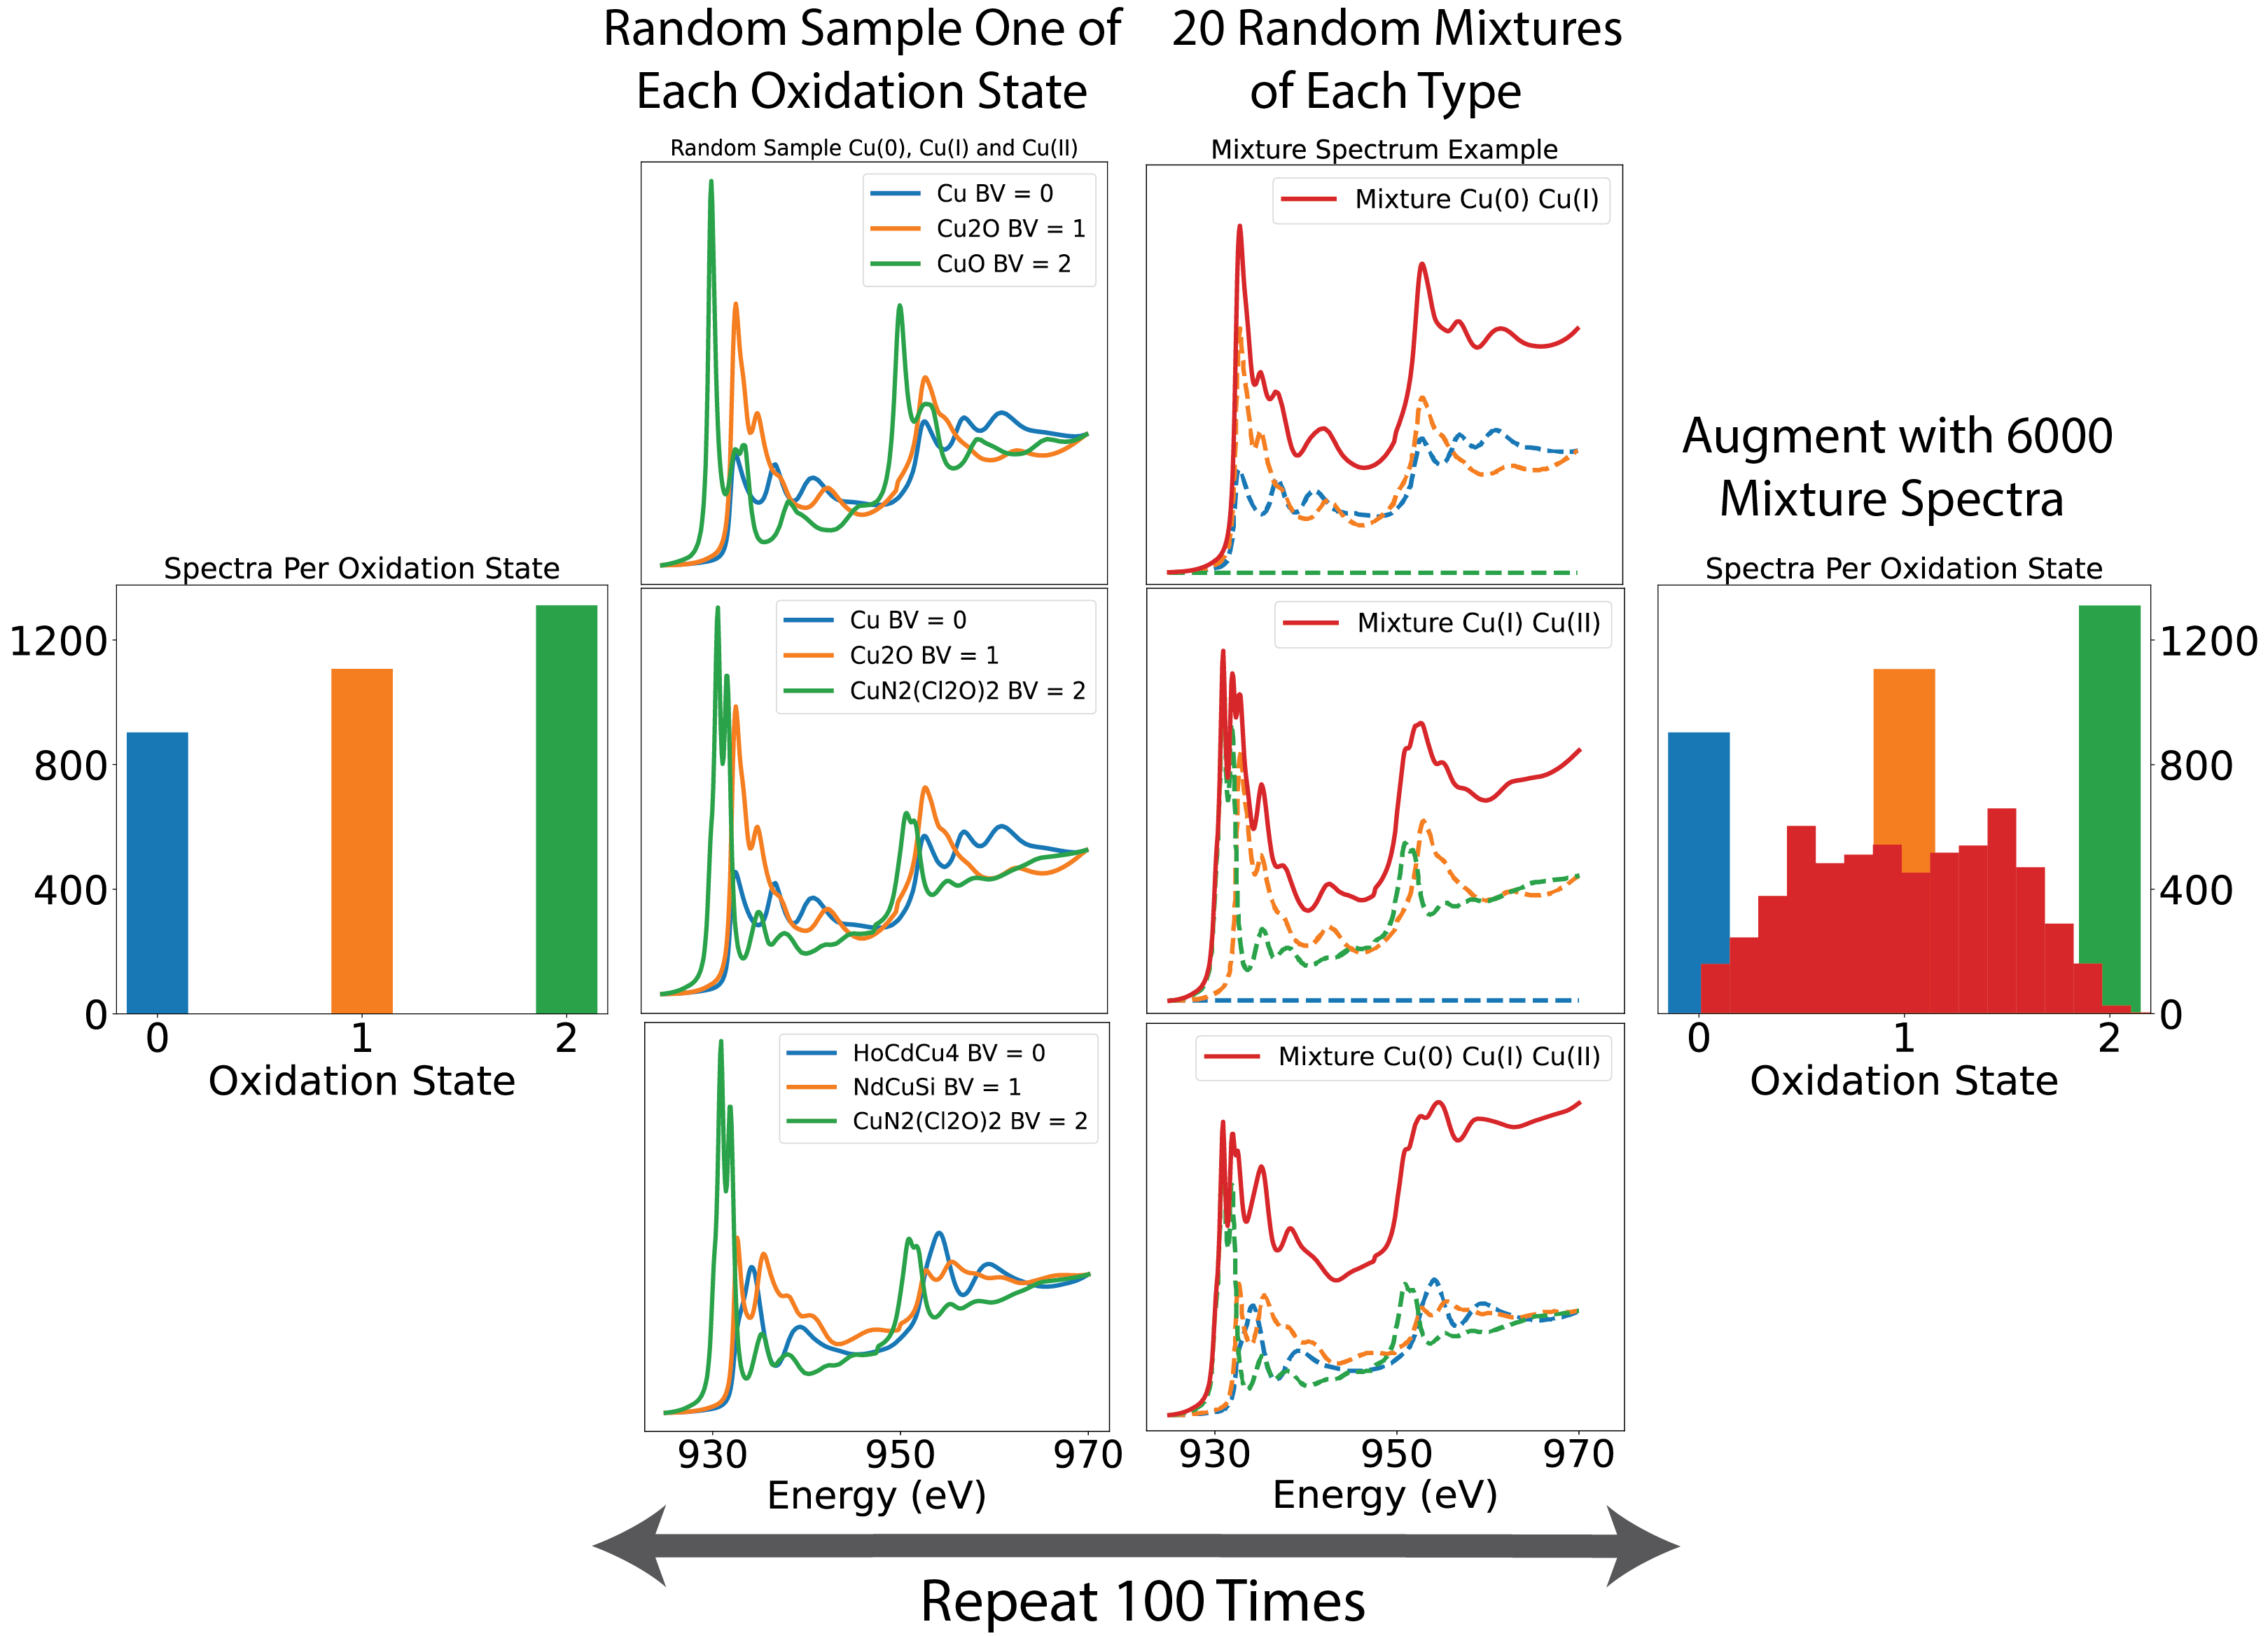 Random Sample One of
Each Oxidation State
20 Random Mixtures
of Each Type
Random Sample Cu(0), Cu(I) and Cu(II)
Cu BV = 0
Cu2O BV = 1
CuO BV = 2
Mixture Spectrum Example
Mixture Cu(0) Cu(I)
Augment with 6000
Mixture Spectra
Spectra Per Oxidation State
1200
800
400
0
0 1 2
Oxidation State
Cu BV = 0
Cu2O BV = 1
CuN2(Cl2O)2 BV = 2
Mixture Cu(I) Cu(II)
Spectra Per Oxidation State
1200
800
400
0
0 1 2
Oxidation State
HoCdCu4 BV = 0
NdCuSi BV = 1
CuN2(Cl2O)2 BV = 2
930 950 970
Energy (eV)
Mixture Cu(0) Cu(I) Cu(II)
930 950 970
Energy (eV)
Repeat 100 Times